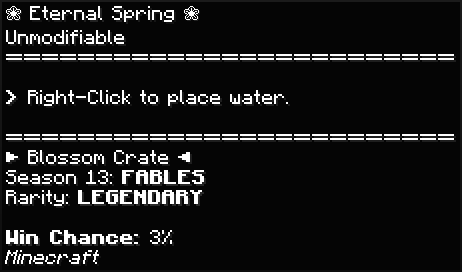 ❀ Eternal Spring ❀
Unmodifiable
==============================
> Right-Click to place water.
==============================
► Blossom Crate ◄
Season 13: FABLES
Rarity: LEGENDARY
Win Chance: 3%
Minecraft